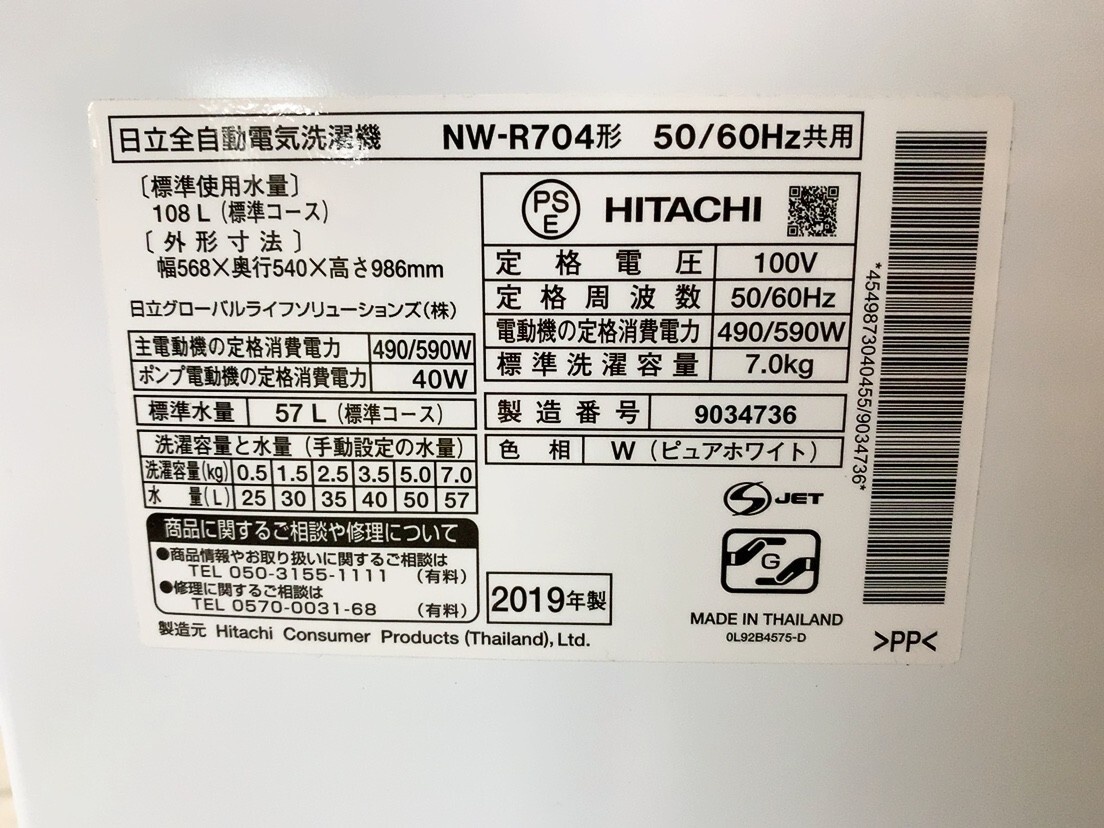 日立全自動電気洗濯機 NW-R704形 50/60Hz共用
〔標準使用水量〕
108 L (標準コース)
〔外形寸法〕
幅568×奥行540×高さ986mm
日立グローバルライフソリューションズ(株)
主電動機の定格消費電力 490/590W
ポンプ電動機の定格消費電力 40W
標準水量 57 L (標準コース)
洗濯容量と水量 (手動設定の水量)
洗濯容量(kg) 0.5 1.5 2.5 3.5 5.0 7.0
水量(L) 25 30 35 40 50 57
商品に関するご相談や修理について
●商品情報やお取り扱いに関するご相談は
TEL 050-3155-1111 (有料)
●修理に関するご相談は
TEL 0570-0031-68 (有料)
製造元 Hitachi Consumer Products (Thailand), Ltd.
PS E HITACHI
定格電圧 100V
定格周波数 50/60Hz
電動機の定格消費電力 490/590W
標準洗濯容量 7.0kg
製造番号 9034736
色相 W (ピュアホワイト)
S JET
G
2019年製
MADE IN THAILAND
0L92B4575-D
>PP<
*4549873040455/9034736*